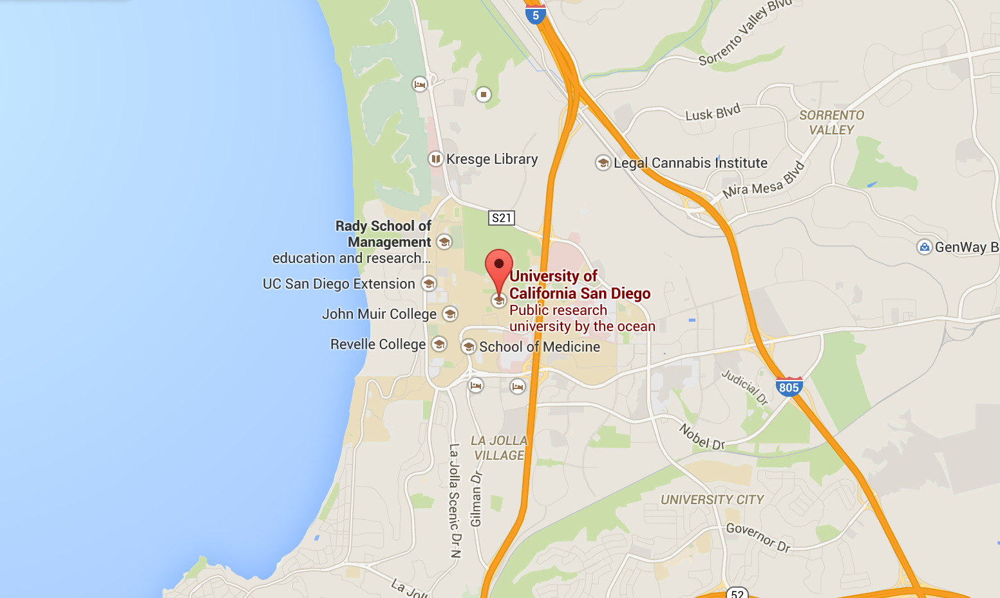 5
Sorrento Valley Blvd
Lusk Blvd
SORRENTO
VALLEY
Kresge Library
Legal Cannabis Institute
Mira Mesa Blvd
S21
Rady School of
Management
education and research...
GenWay B
UC San Diego Extension
University of
California San Diego
Public research
university by the ocean
John Muir College
Revelle College
School of Medicine
Judicial Dr
805
Nobel Dr
LA JOLLA
VILLAGE
La Jolla Scenic Dr N
Gilman Dr
UNIVERSITY CITY
Governor Dr
La Joll
52